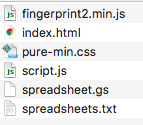 fingerprint2.min.js
index.html
pure-min.css
script.js
spreadsheet.gs
spreadsheets.txt